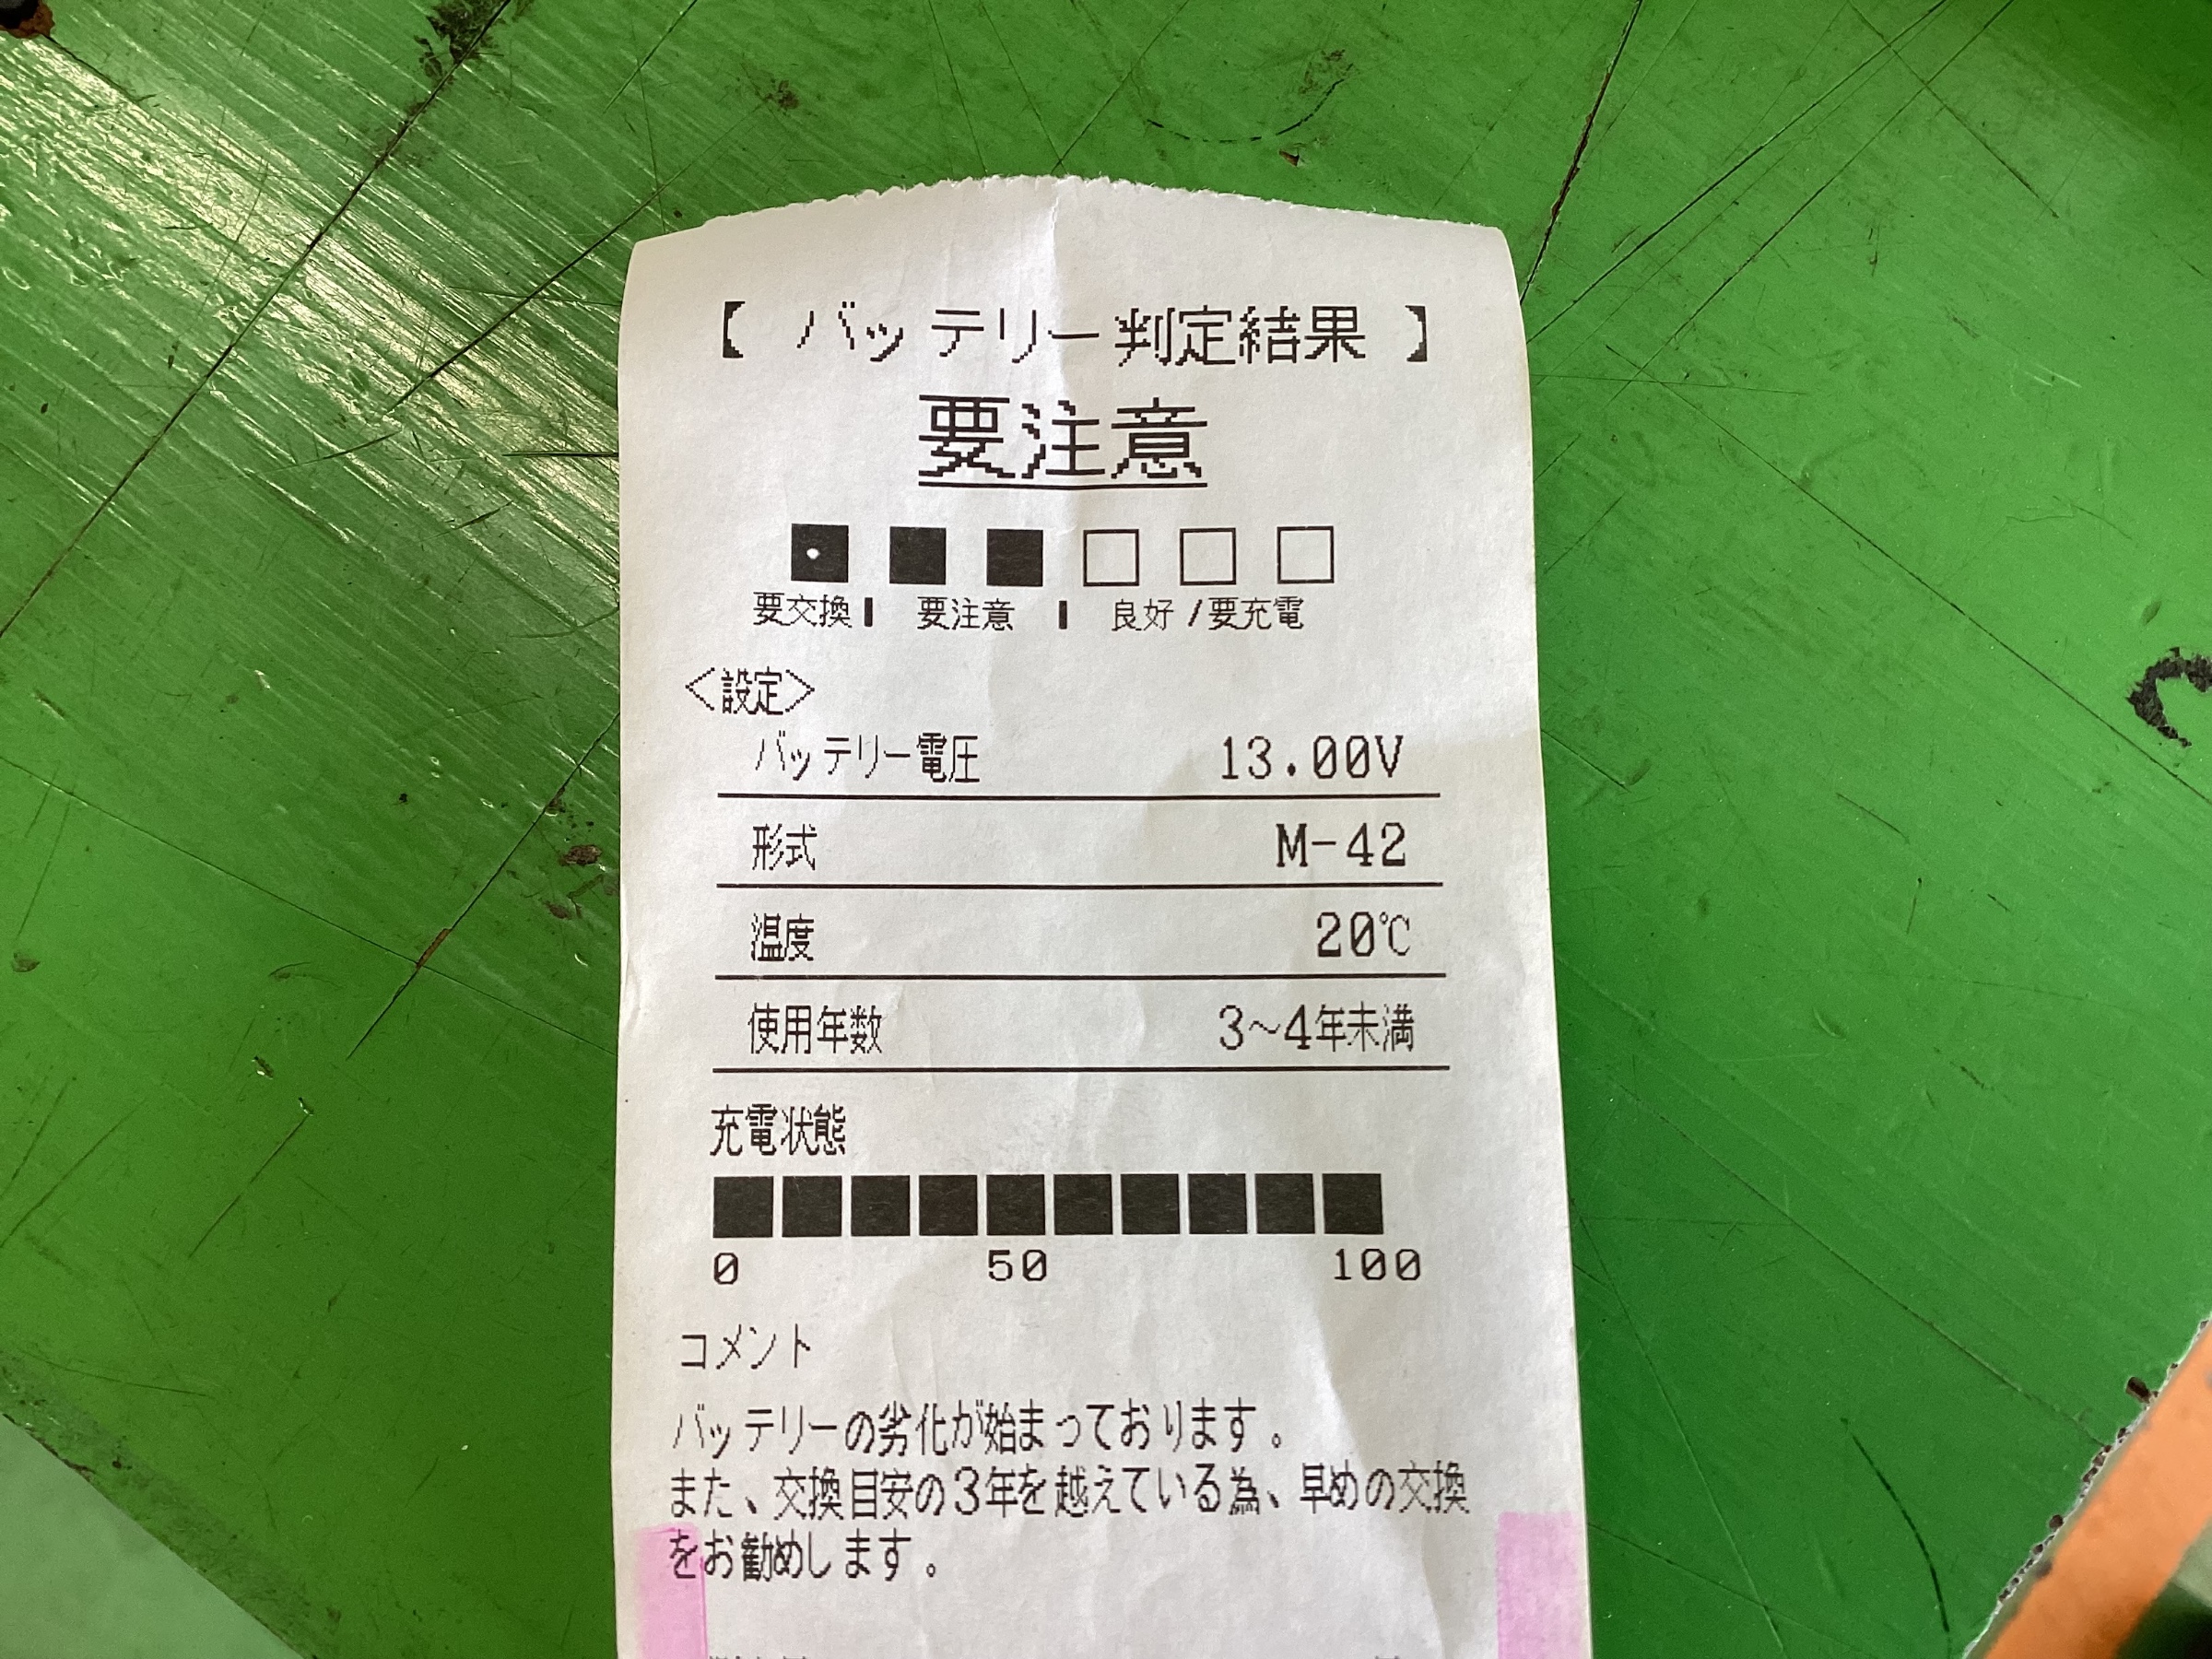 【 バッテリー判定結果 】
要注意
要交換 | 要注意 | 良好/要充電
<設定>
バッテリー電圧 13.00V
形式 M-42
温度 20℃
使用年数 3~4年未満
充電状態
0 50 100
コメント
バッテリーの劣化が始まっております。
また、交換目安の3年を越えている為、早めの交換
をお勧めします。